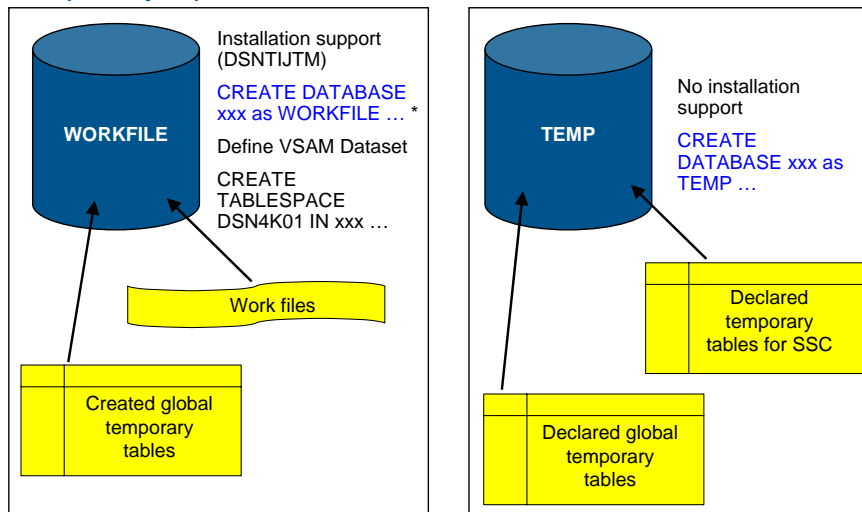 WORKFILE
Installation support
(DSNTIJTM)
CREATE DATABASE
xxx as WORKFILE … *
Define VSAM Dataset
CREATE
TABLESPACE
DSN4K01 IN xxx …
Work files
Created global
temporary
tables
TEMP
No installation
support
CREATE
DATABASE xxx as
TEMP …
Declared
temporary
tables for SSC
Declared global
temporary
tables